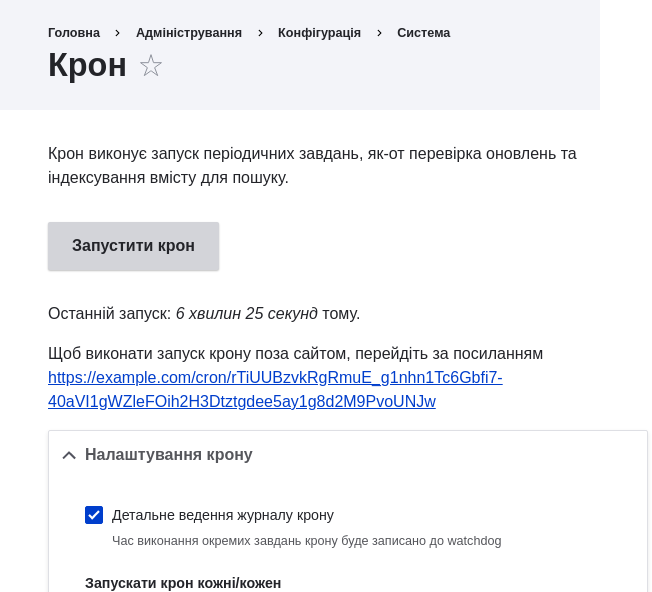 Головна > Адміністрування > Конфігурація > Система
Крон
Крон виконує запуск періодичних завдань, як-от перевірка оновлень та
індексування вмісту для пошуку.
Запустити крон
Останній запуск: 6 хвилин 25 секунд тому.
Щоб виконати запуск крону поза сайтом, перейдіть за посиланням
https://example.com/cron/rTiUUBzvkRgRmuE_g1nhn1Tc6Gbfi7-
40aVI1gWZleFOih2H3Dtztgdee5ay1g8d2M9PvoUNJw
Налаштування крону
Детальне ведення журналу крону
Час виконання окремих завдань крону буде записано до watchdog
Запускати крон кожні/кожен